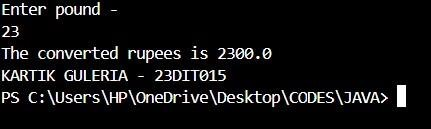 Enter pound -
23
The converted rupees is 2300.0
KARTIK GULERIA - 23DIT015
PS C:\Users\HP\OneDrive\Desktop\CODES\JAVA>